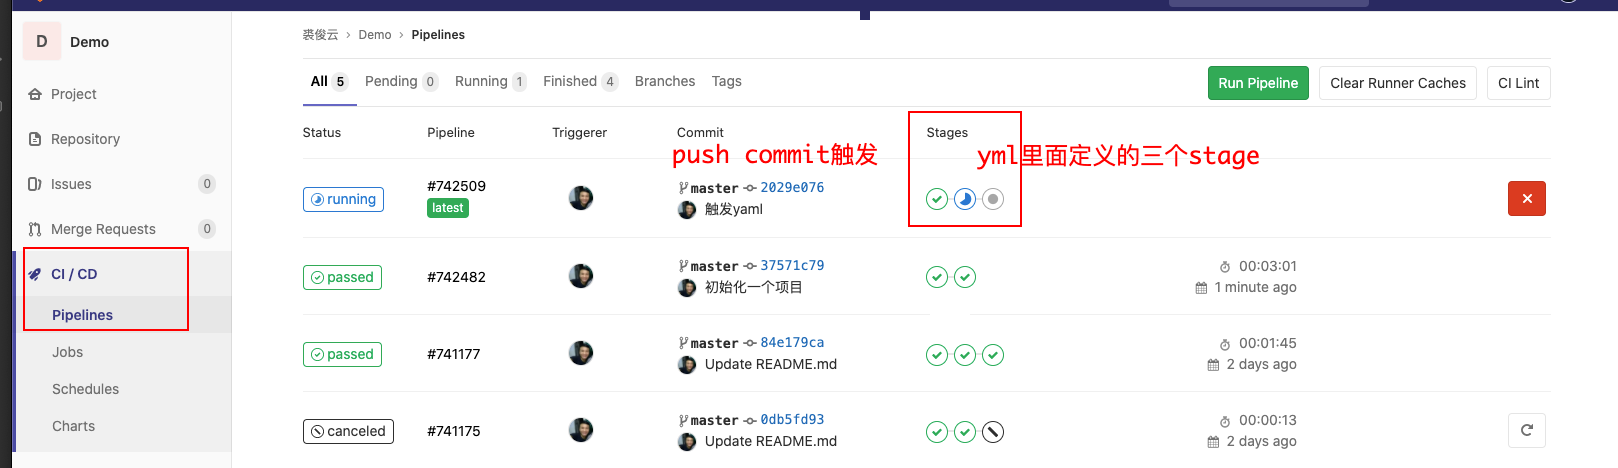 D Demo
裘俊云 › Demo › Pipelines
All 5 Pending 0 Running 1 Finished 4 Branches Tags
Run Pipeline Clear Runner Caches CI Lint
Project
Repository
Issues 0
Merge Requests 0
CI / CD
Pipelines
Jobs
Schedules
Charts
Status Pipeline Triggerer Commit Stages
push commit触发 yml里面定义的三个stage
running #742509 master 2029e076
latest 触发yaml
passed #742482 master 37571c79 00:03:01
初始化一个项目 1 minute ago
passed #741177 master 84e179ca 00:01:45
Update README.md 2 days ago
canceled #741175 master 0db5fd93 00:00:13
Update README.md 2 days ago